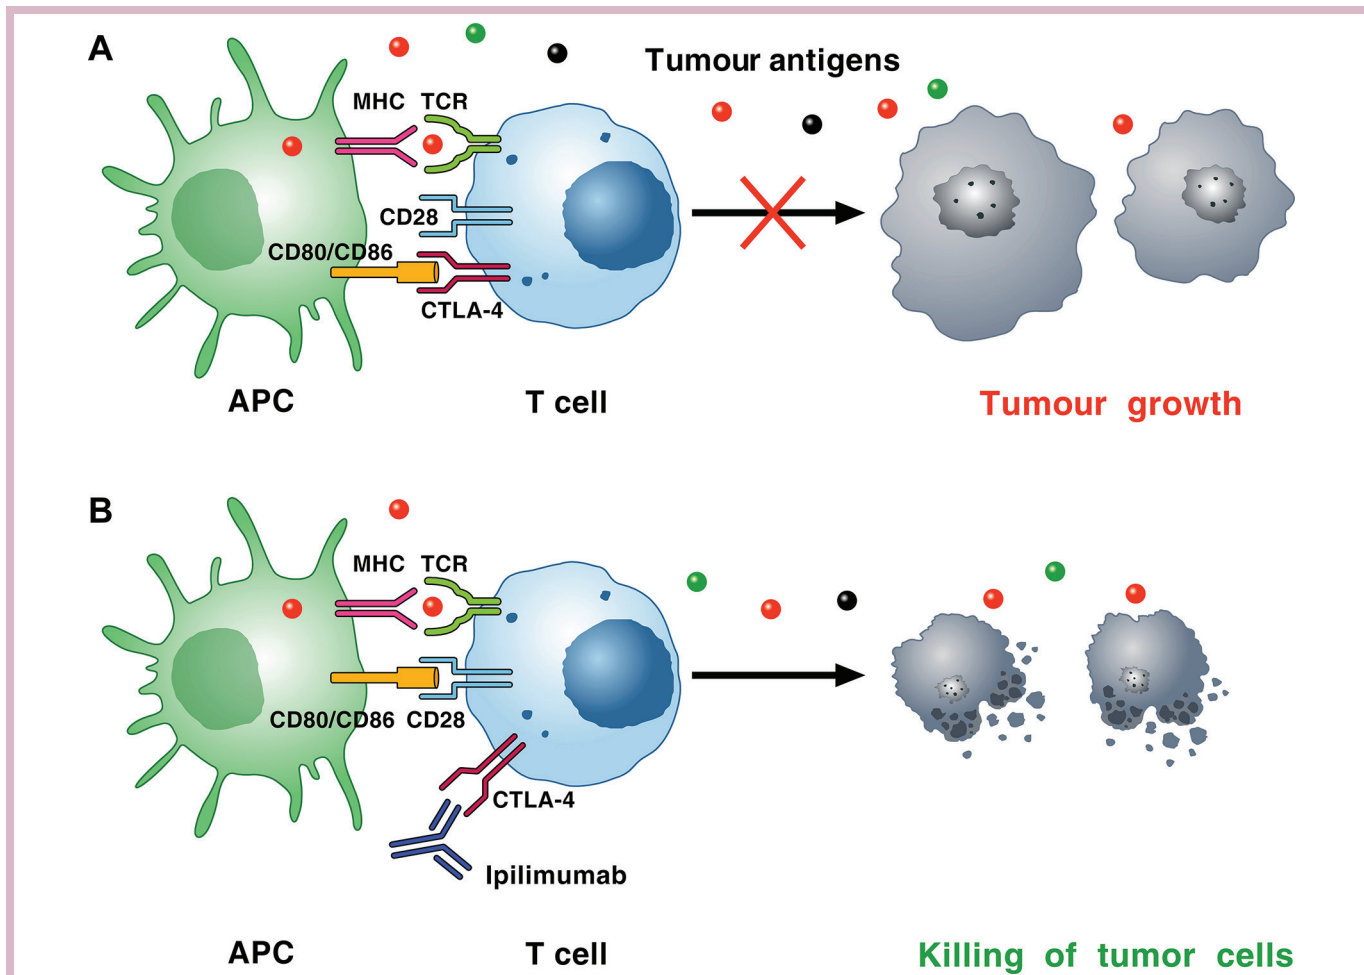 A
Tumour antigens
MHC TCR
CD28
CD80/CD86
CTLA-4
APC
T cell
Tumour growth
B
MHC TCR
CD80/CD86 CD28
CTLA-4
Ipilimumab
APC
T cell
Killing of tumor cells